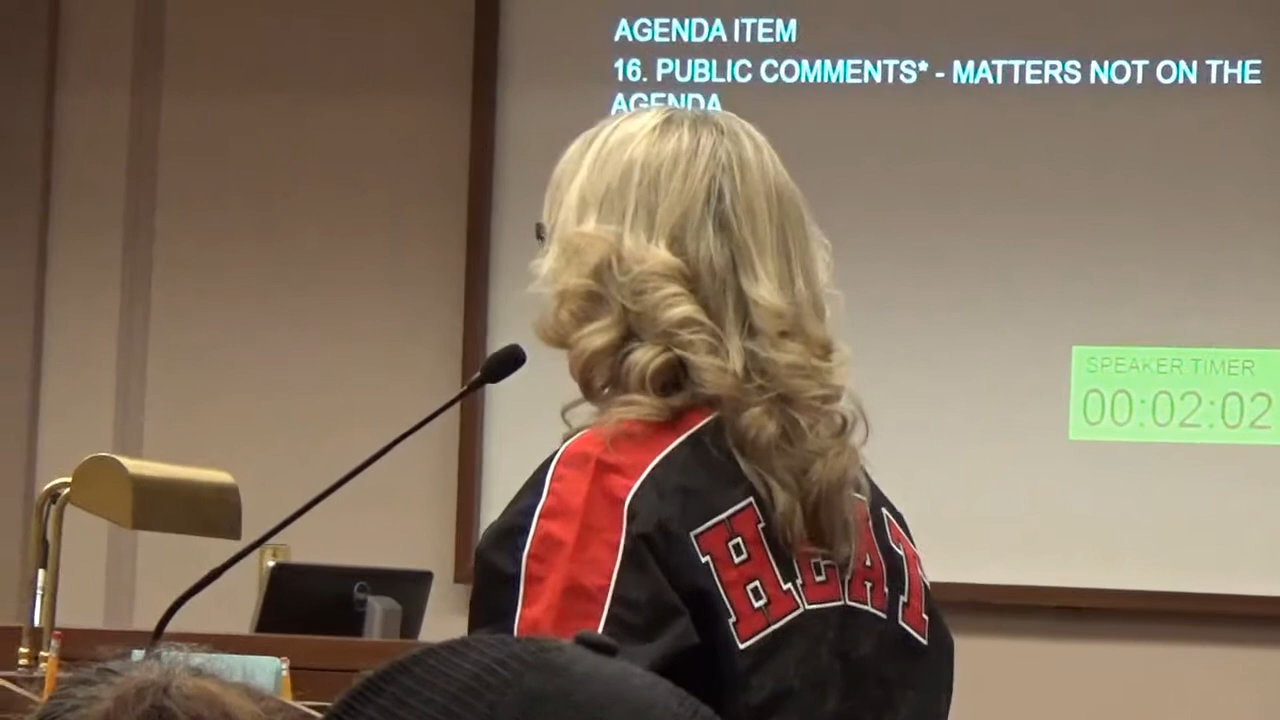 AGENDA ITEM
16. PUBLIC COMMENTS* - MATTERS NOT ON THE
AGENDA
SPEAKER TIMER
00:02:02
HEAT